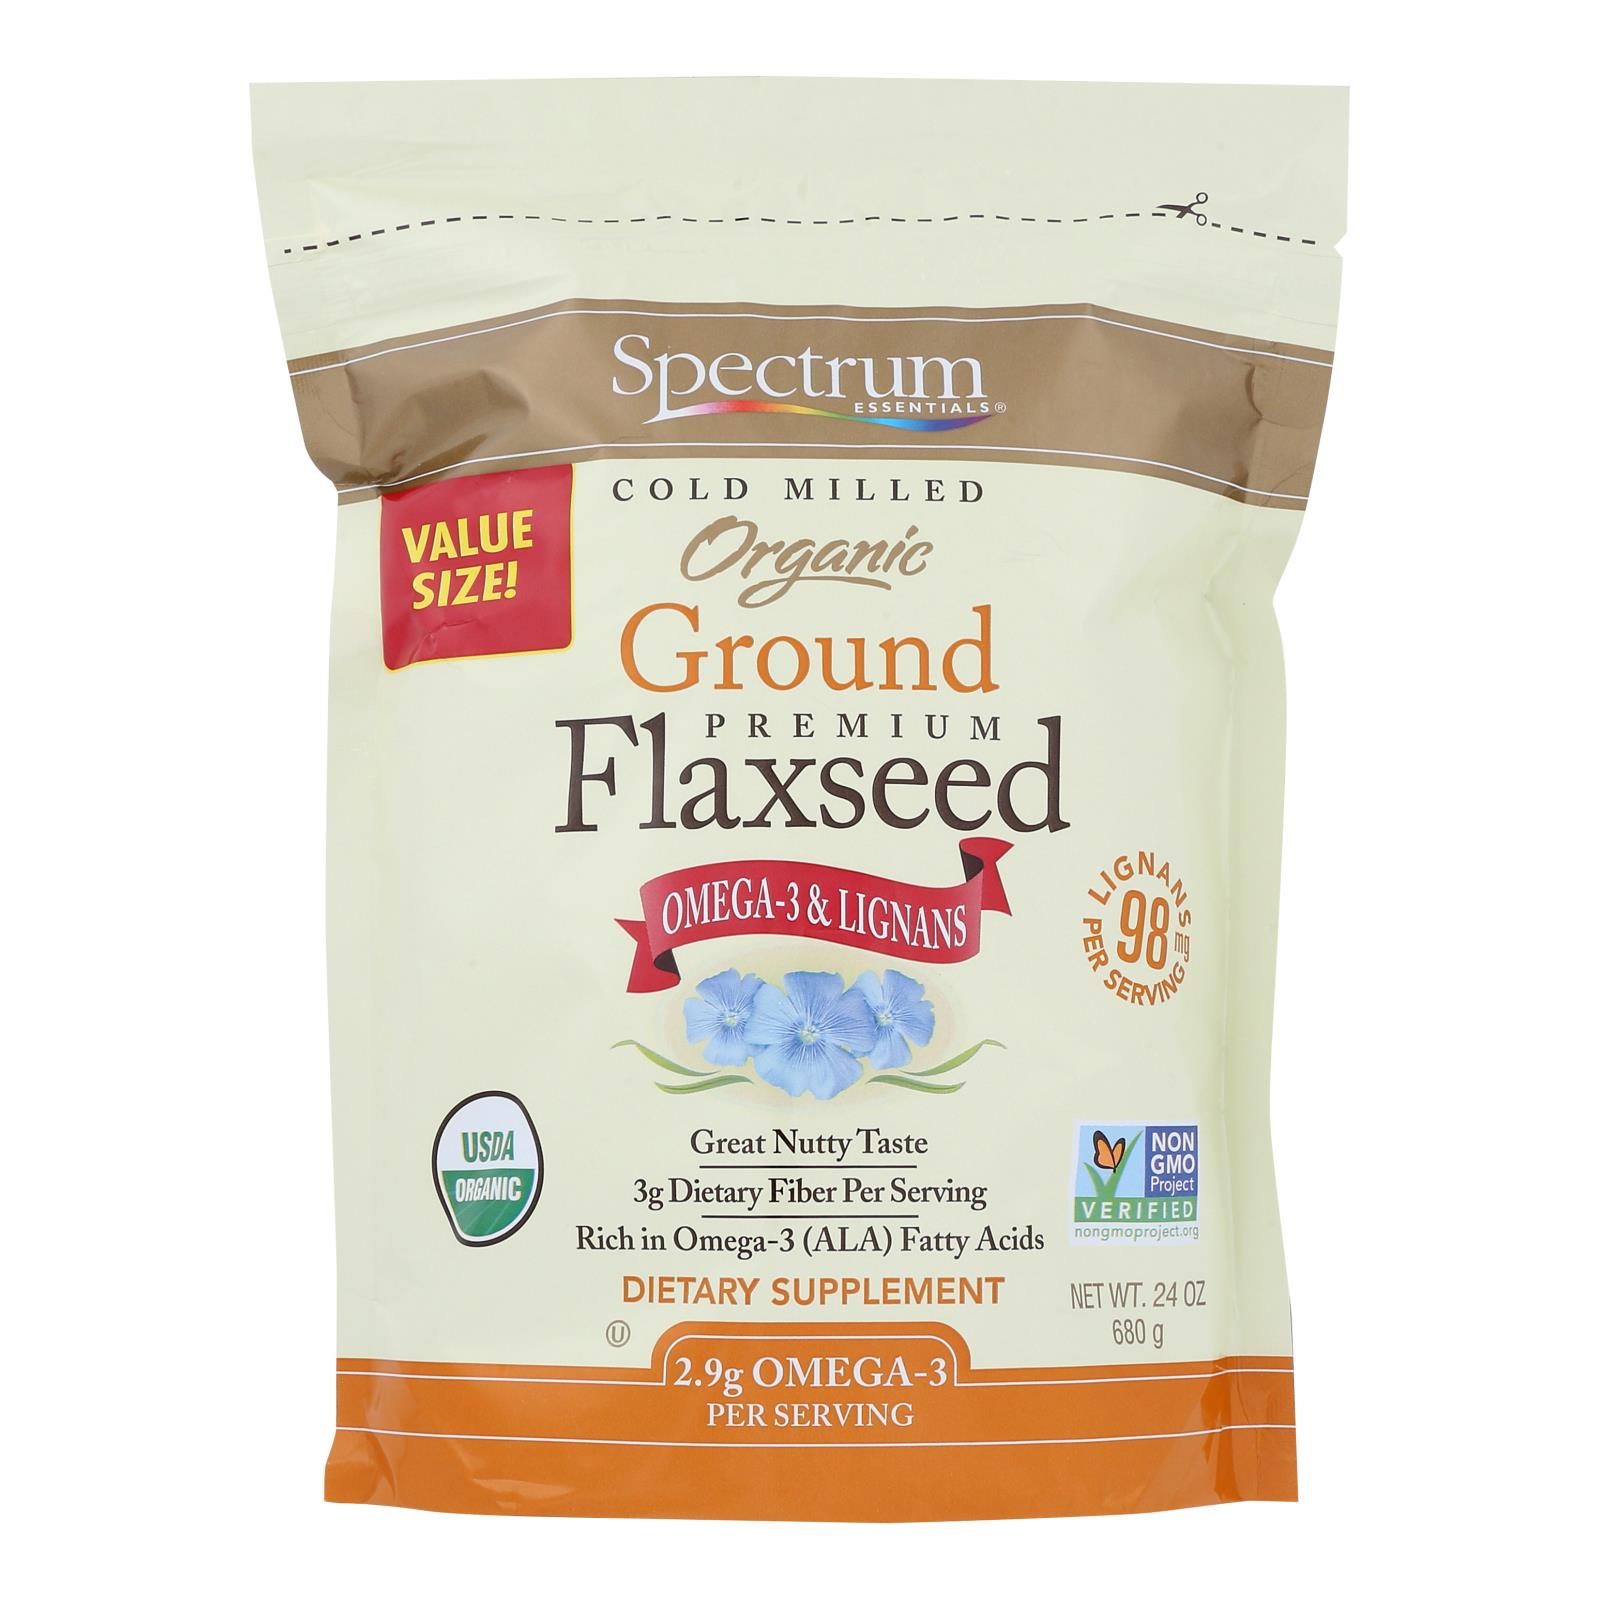 Spectrum
ESSENTIALS®
COLD MILLED
VALUE
SIZE!
Organic
Ground
PREMIUM
Flaxseed
OMEGA-3 & LIGNANS
LIGNANS
98mg
PER SERVING
USDA
ORGANIC
Great Nutty Taste
3g Dietary Fiber Per Serving
Rich in Omega-3 (ALA) Fatty Acids
NON
GMO
Project
VERIFIED
nongmoproject.org
DIETARY SUPPLEMENT
NET WT. 24 OZ
680 g
U
2.9g OMEGA-3
PER SERVING